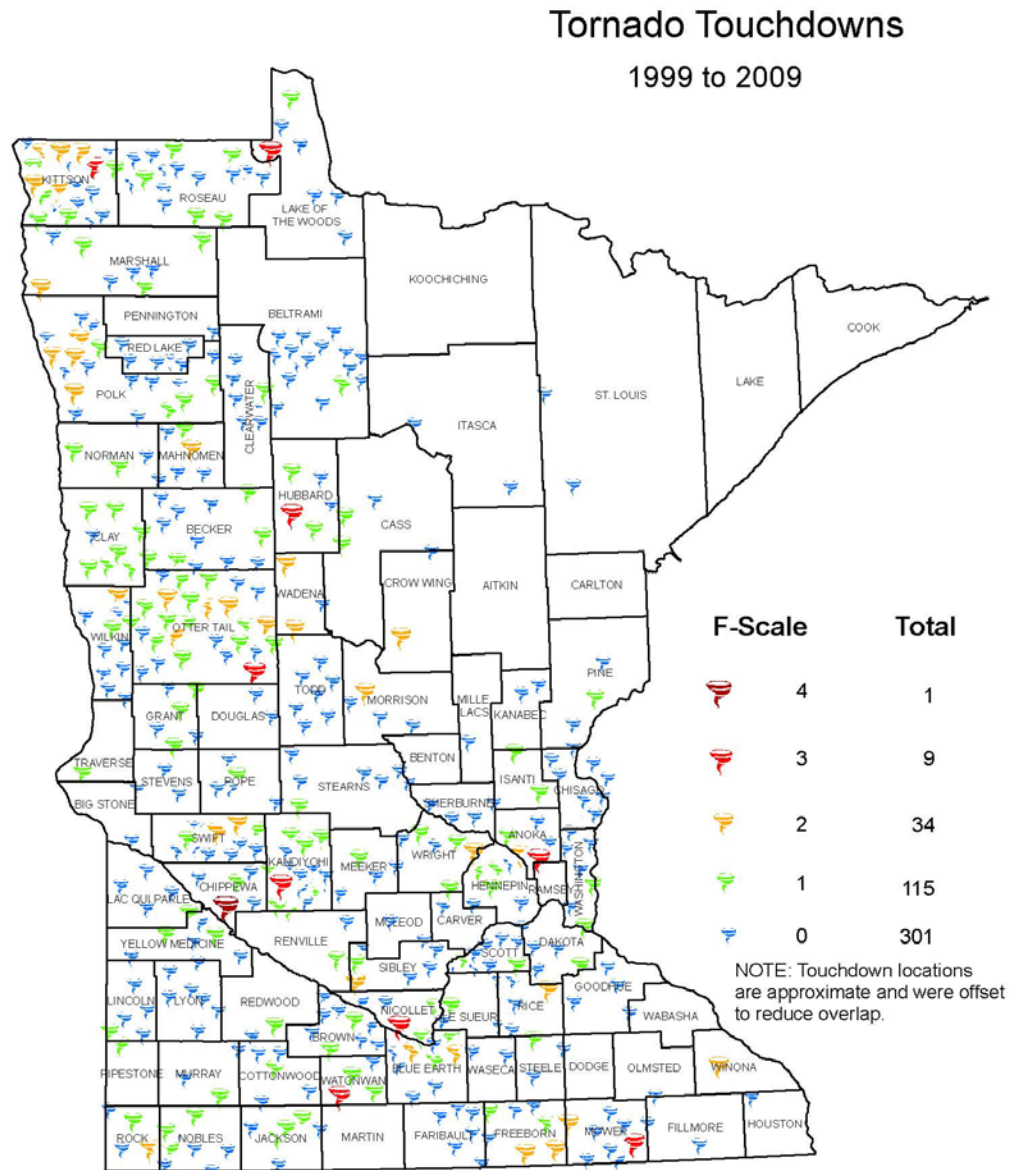 Tornado Touchdowns
1999 to 2009
KITTSON
ROSEAU
LAKE OF
THE WOODS
MARSHALL
KOOCHICHING
PENNINGTON
BELTRAMI
COOK
RED LAKE
LAKE
ST. LOUIS
POLK
CLEARWATER
ITASCA
NORMAN
MAHNOMEN
HUBBARD
CASS
CLAY
BECKER
CROW WING
AITKIN
CARLTON
WADENA
OTTER TAIL
WILKIN
PINE
TODD
MORRISON
MILLE
LACS
KANABEC
GRANT
DOUGLAS
BENTON
TRAVERSE
STEVENS
POPE
STEARNS
ISANTI
CHISAGO
BIG STONE
SHERBURNE
SWIFT
ANOKA
KANDIYOHI
MEEKER
WRIGHT
WASHINGTON
CHIPPEWA
HENNEPIN
RAMSEY
LAC QUI PARLE
MCLEOD
CARVER
YELLOW MEDICINE
RENVILLE
DAKOTA
SCOTT
SIBLEY
GOODHUE
LINCOLN
LYON
REDWOOD
NICOLLET
LE SUEUR
RICE
WABASHA
BROWN
PIPESTONE
MURRAY
COTTONWOOD
WATONWAN
BLUE EARTH
WASECA
STEELE
DODGE
OLMSTED
WINONA
ROCK
NOBLES
JACKSON
MARTIN
FARIBAULT
FREEBORN
MOWER
FILLMORE
HOUSTON
F-Scale Total
4 1
3 9
2 34
1 115
0 301
NOTE: Touchdown locations
are approximate and were offset
to reduce overlap.